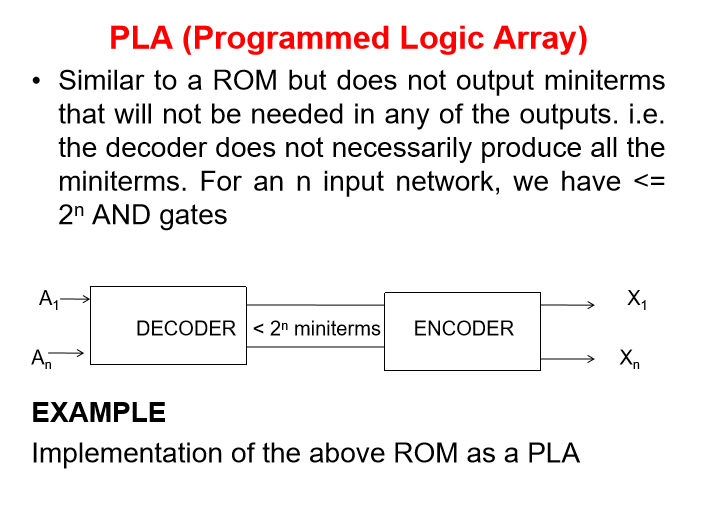 PLA (Programmed Logic Array)
• Similar to a ROM but does not output miniterms
that will not be needed in any of the outputs. i.e.
the decoder does not necessarily produce all the
miniterms. For an n input network, we have <=
2ⁿ AND gates
A₁
X₁
DECODER
< 2ⁿ miniterms
ENCODER
Aₙ
Xₙ
EXAMPLE
Implementation of the above ROM as a PLA